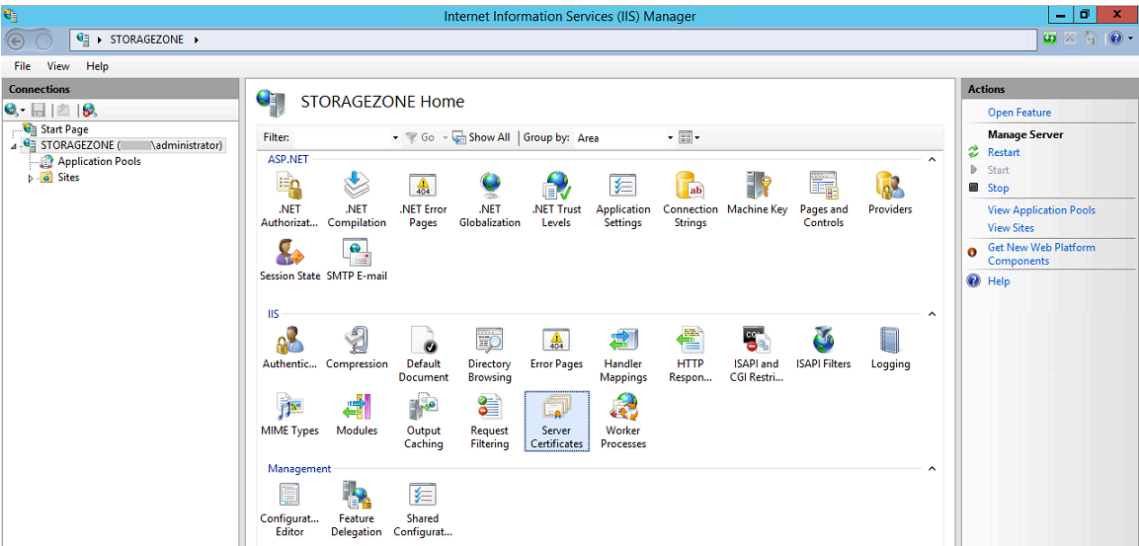 Internet Information Services (IIS) Manager
STORAGEZONE
File View Help
Connections
Start Page
STORAGEZONE ( \administrator)
Application Pools
Sites
STORAGEZONE Home
Filter: Go Show All Group by: Area
ASP.NET
.NET Authorizat...
.NET Compilation
.NET Error Pages
.NET Globalization
.NET Trust Levels
Application Settings
Connection Strings
Machine Key
Pages and Controls
Providers
Session State
SMTP E-mail
IIS
Authentic...
Compression
Default Document
Directory Browsing
Error Pages
Handler Mappings
HTTP Respon...
ISAPI and CGI Restri...
ISAPI Filters
Logging
MIME Types
Modules
Output Caching
Request Filtering
Server Certificates
Worker Processes
Management
Configurat... Editor
Feature Delegation
Shared Configurat...
Actions
Open Feature
Manage Server
Restart
Start
Stop
View Application Pools
View Sites
Get New Web Platform
Components
Help